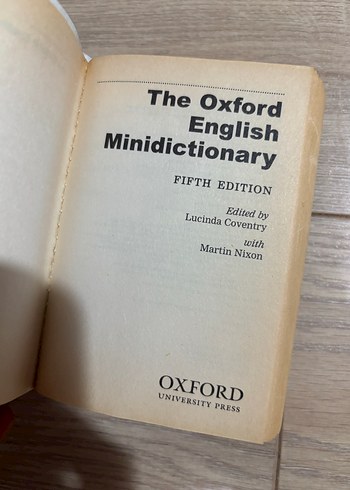 The Oxford
English
Minidictionary
FIFTH EDITION
Edited by
Lucinda Coventry
with
Martin Nixon
OXFORD
UNIVERSITY PRESS